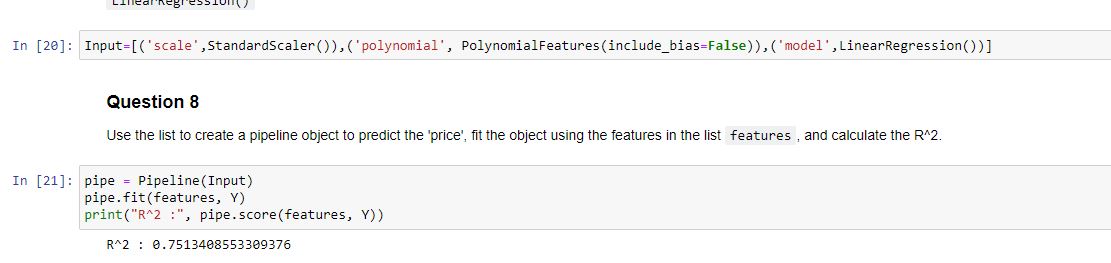 LinearRegression()
In [20]: Input=[('scale',StandardScaler()),('polynomial', PolynomialFeatures(include_bias=False)),('model',LinearRegression())]
Question 8
Use the list to create a pipeline object to predict the 'price', fit the object using the features in the list features , and calculate the R^2.
In [21]: pipe = Pipeline(Input)
pipe.fit(features, Y)
print("R^2 :", pipe.score(features, Y))
R^2 : 0.7513408553309376